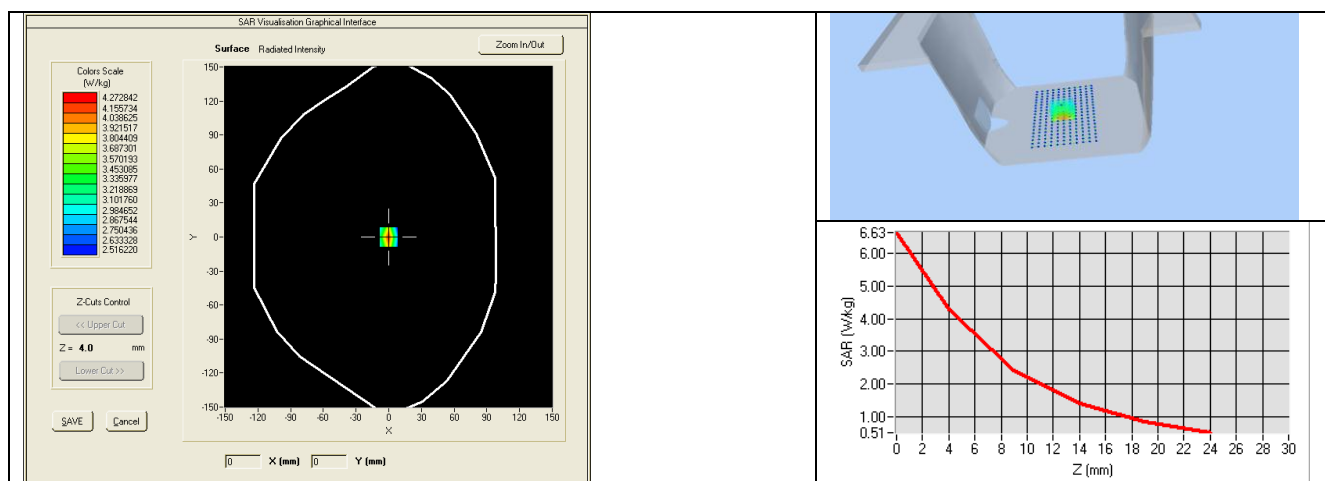 SAR Visualisation Graphical Interface
Surface Radiated Intensity
Zoom In/Out
Colors Scale
(W/kg)
4.272842
4.155734
4.038625
3.921517
3.804409
3.687301
3.570193
3.453085
3.335977
3.218869
3.101760
2.984652
2.867544
2.750436
2.633328
2.516220
Z-Cuts Control
<< Upper Cut
Z = 4.0 mm
Lower Cut >>
SAVE Cancel
150
120
90
60
30
0
-30
-60
-90
-120
-150
Y
-150 -120 -90 -60 -30 0 30 60 90 120 150
X
0 X (mm) 0 Y (mm)
6.63
6.00
5.00
4.00
3.00
2.00
1.00
0.51
SAR (W/kg)
0 2 4 6 8 10 12 14 16 18 20 22 24 26 28 30
Z (mm)